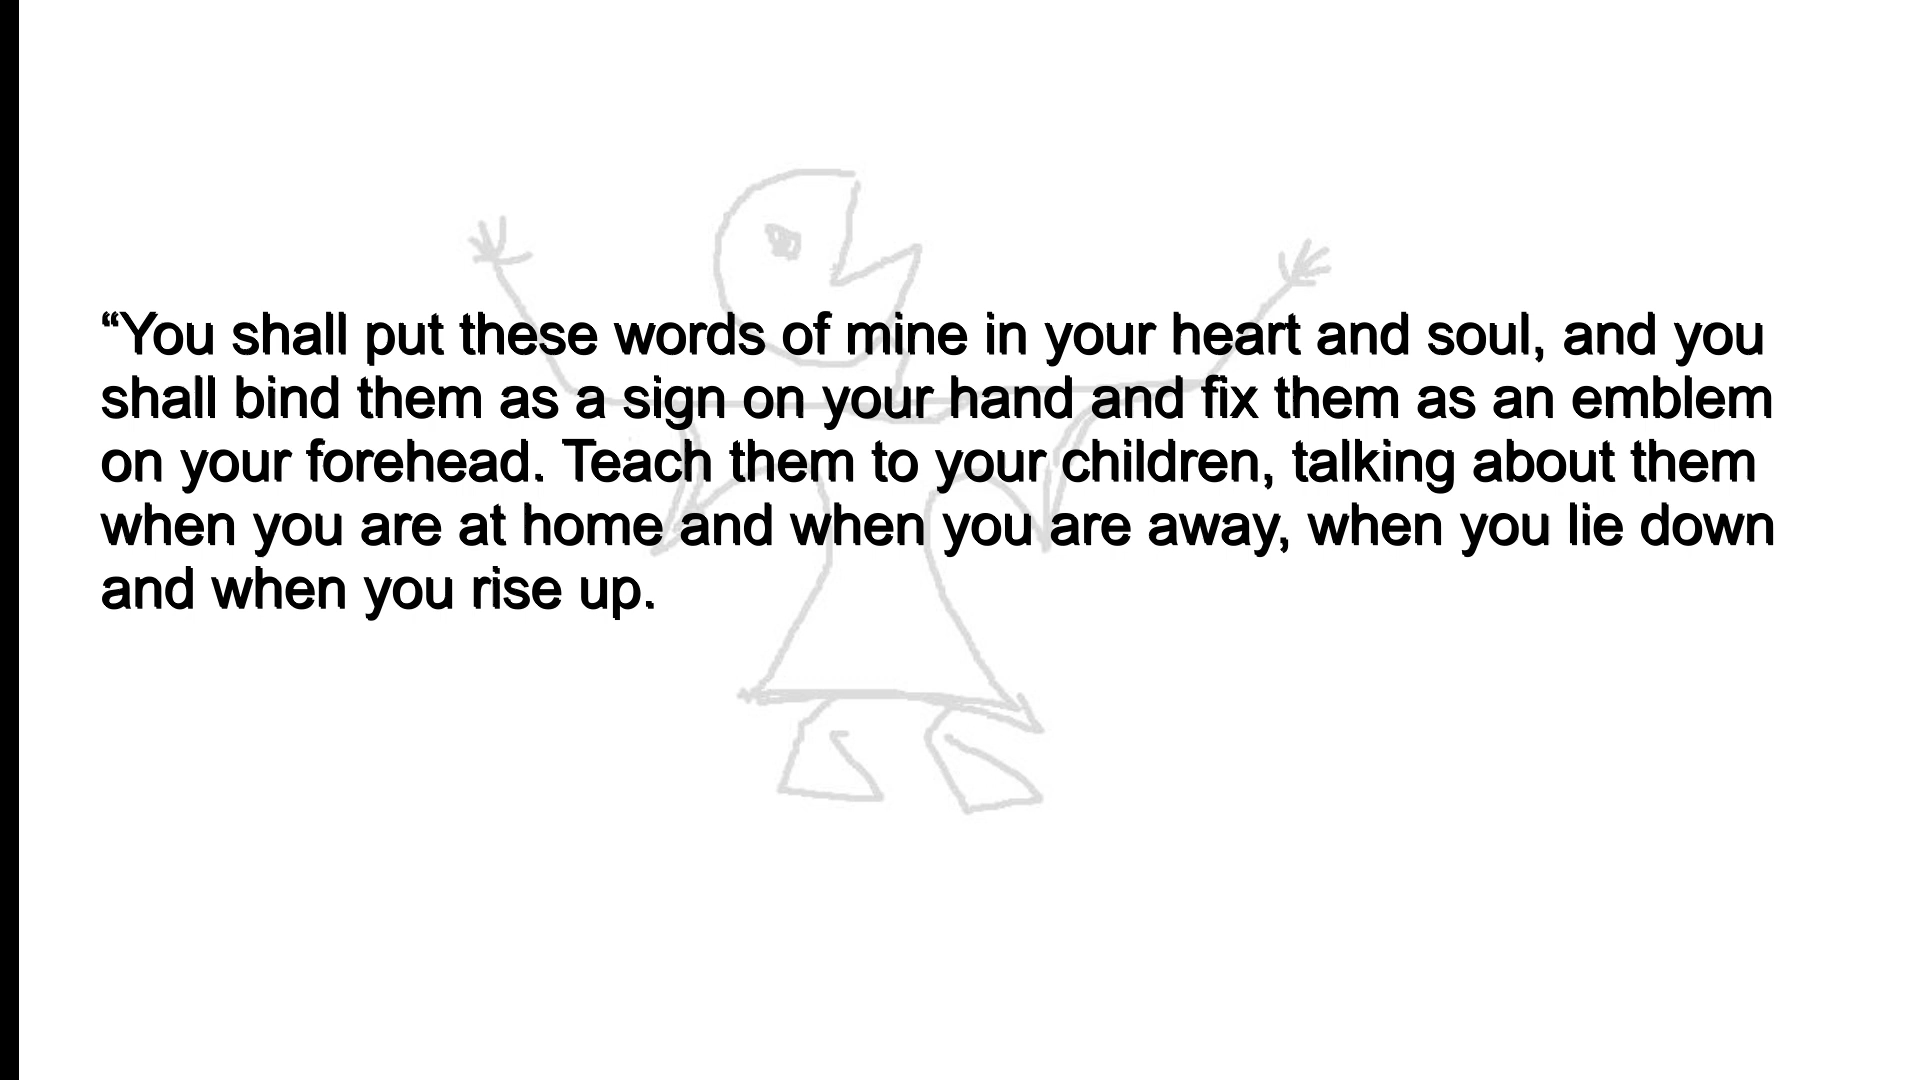 “You shall put these words of mine in your heart and soul, and you
shall bind them as a sign on your hand and fix them as an emblem
on your forehead. Teach them to your children, talking about them
when you are at home and when you are away, when you lie down
and when you rise up.